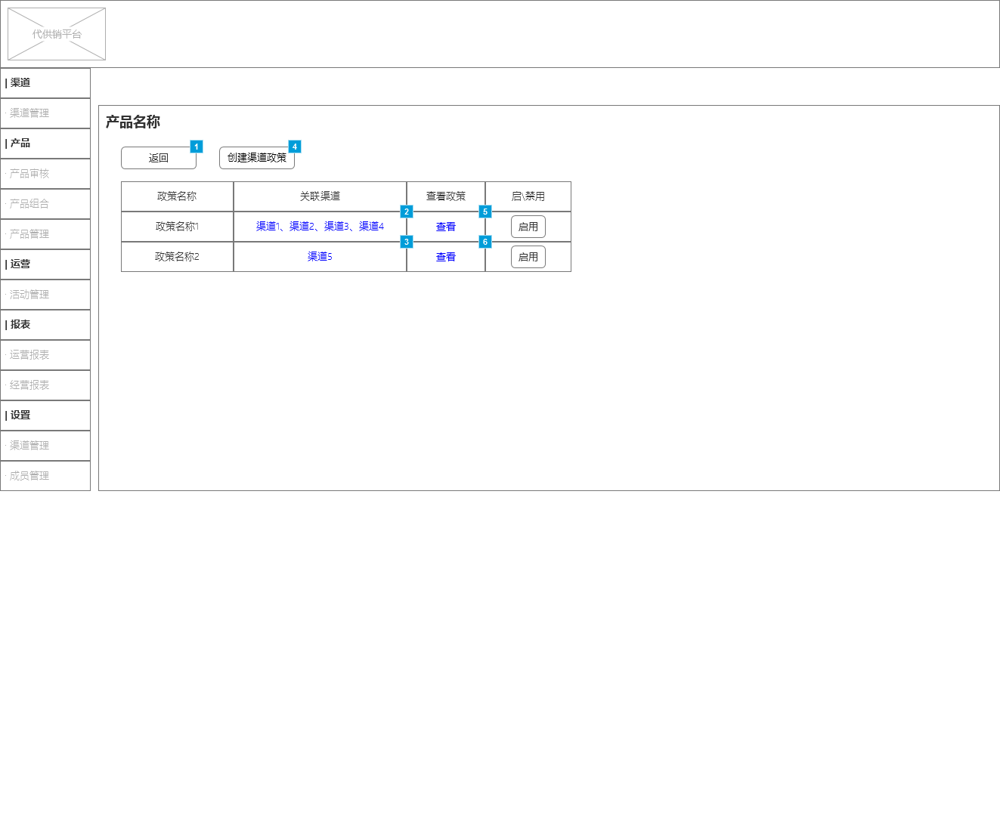 代供销平台
| 渠道
· 渠道管理
| 产品
· 产品审核
· 产品组合
· 产品管理
| 运营
· 活动管理
| 报表
· 运营报表
· 经营报表
| 设置
· 渠道管理
· 成员管理
产品名称
返回 1 创建渠道政策 4
政策名称 关联渠道 查看政策 启\禁用
2 5
政策名称1 渠道1、渠道2、渠道3、渠道4 查看 启用
3 6
政策名称2 渠道5 查看 启用